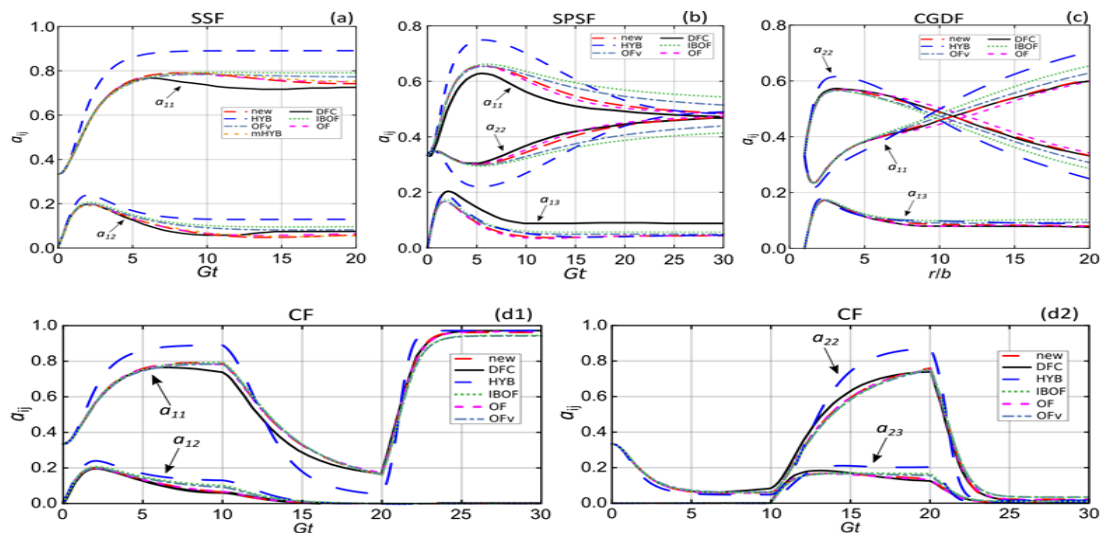 SSF (a)
1.0
0.8
0.6
0.4
0.2
0.0
a_ij
a_11
a_12
new
HYB
OFv
mHYB
DFC
IBOF
OF
0 5 10 15 20
Gt
SPSF (b)
0.8
0.6
0.4
0.2
0.0
a_ij
new
HYB
OFv
DFC
IBOF
OF
a_11
a_22
a_13
0 5 10 15 20 25 30
Gt
CGDF (c)
0.8
0.6
0.4
0.2
0.0
a_ij
a_22
new
HYB
OFv
DFC
IBOF
OF
a_11
a_13
0 5 10 15 20
r/b
CF (d1)
1.0
0.8
0.6
0.4
0.2
0.0
a_ij
a_11
a_12
new
DFC
HYB
IBOF
OF
OFv
0 5 10 15 20 25 30
Gt
CF (d2)
1.0
0.8
0.6
0.4
0.2
0.0
a_ij
a_22
a_23
new
DFC
HYB
IBOF
OF
OFv
0 5 10 15 20 25 30
Gt